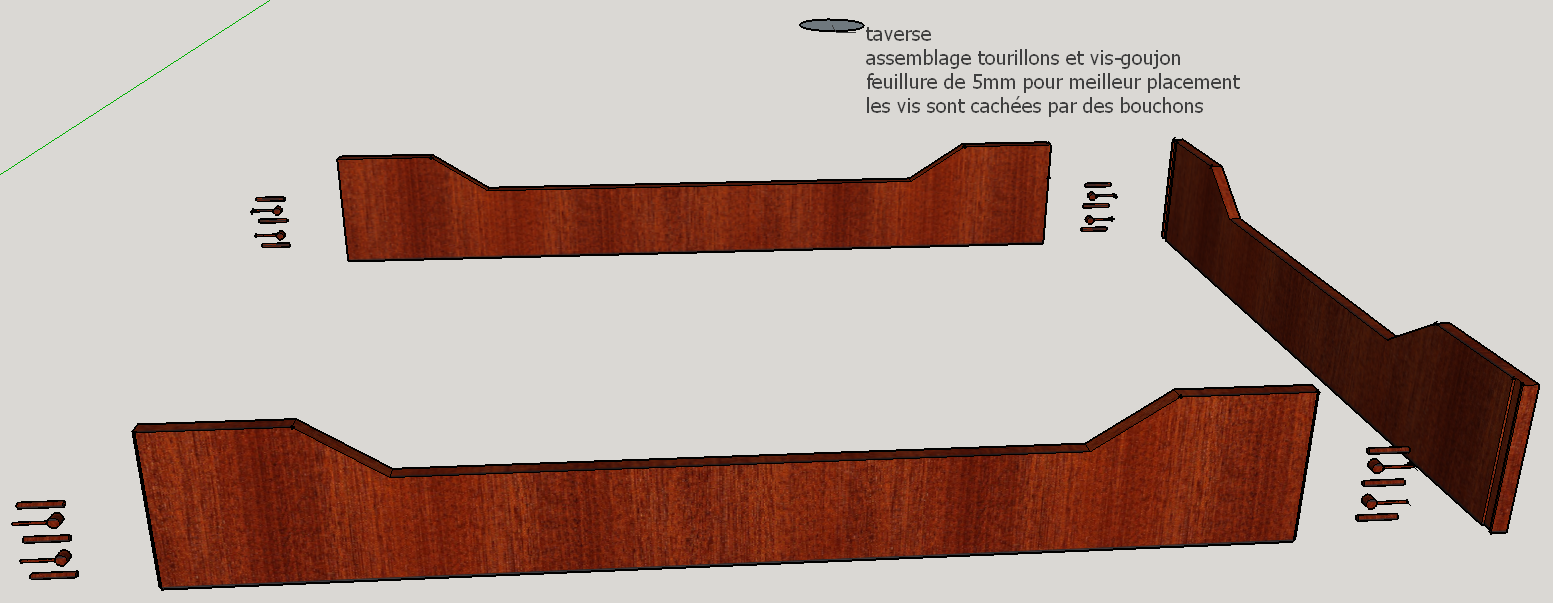 taverse
assemblage tourillons et vis-goujon
feuillure de 5mm pour meilleur placement
les vis sont cachées par des bouchons